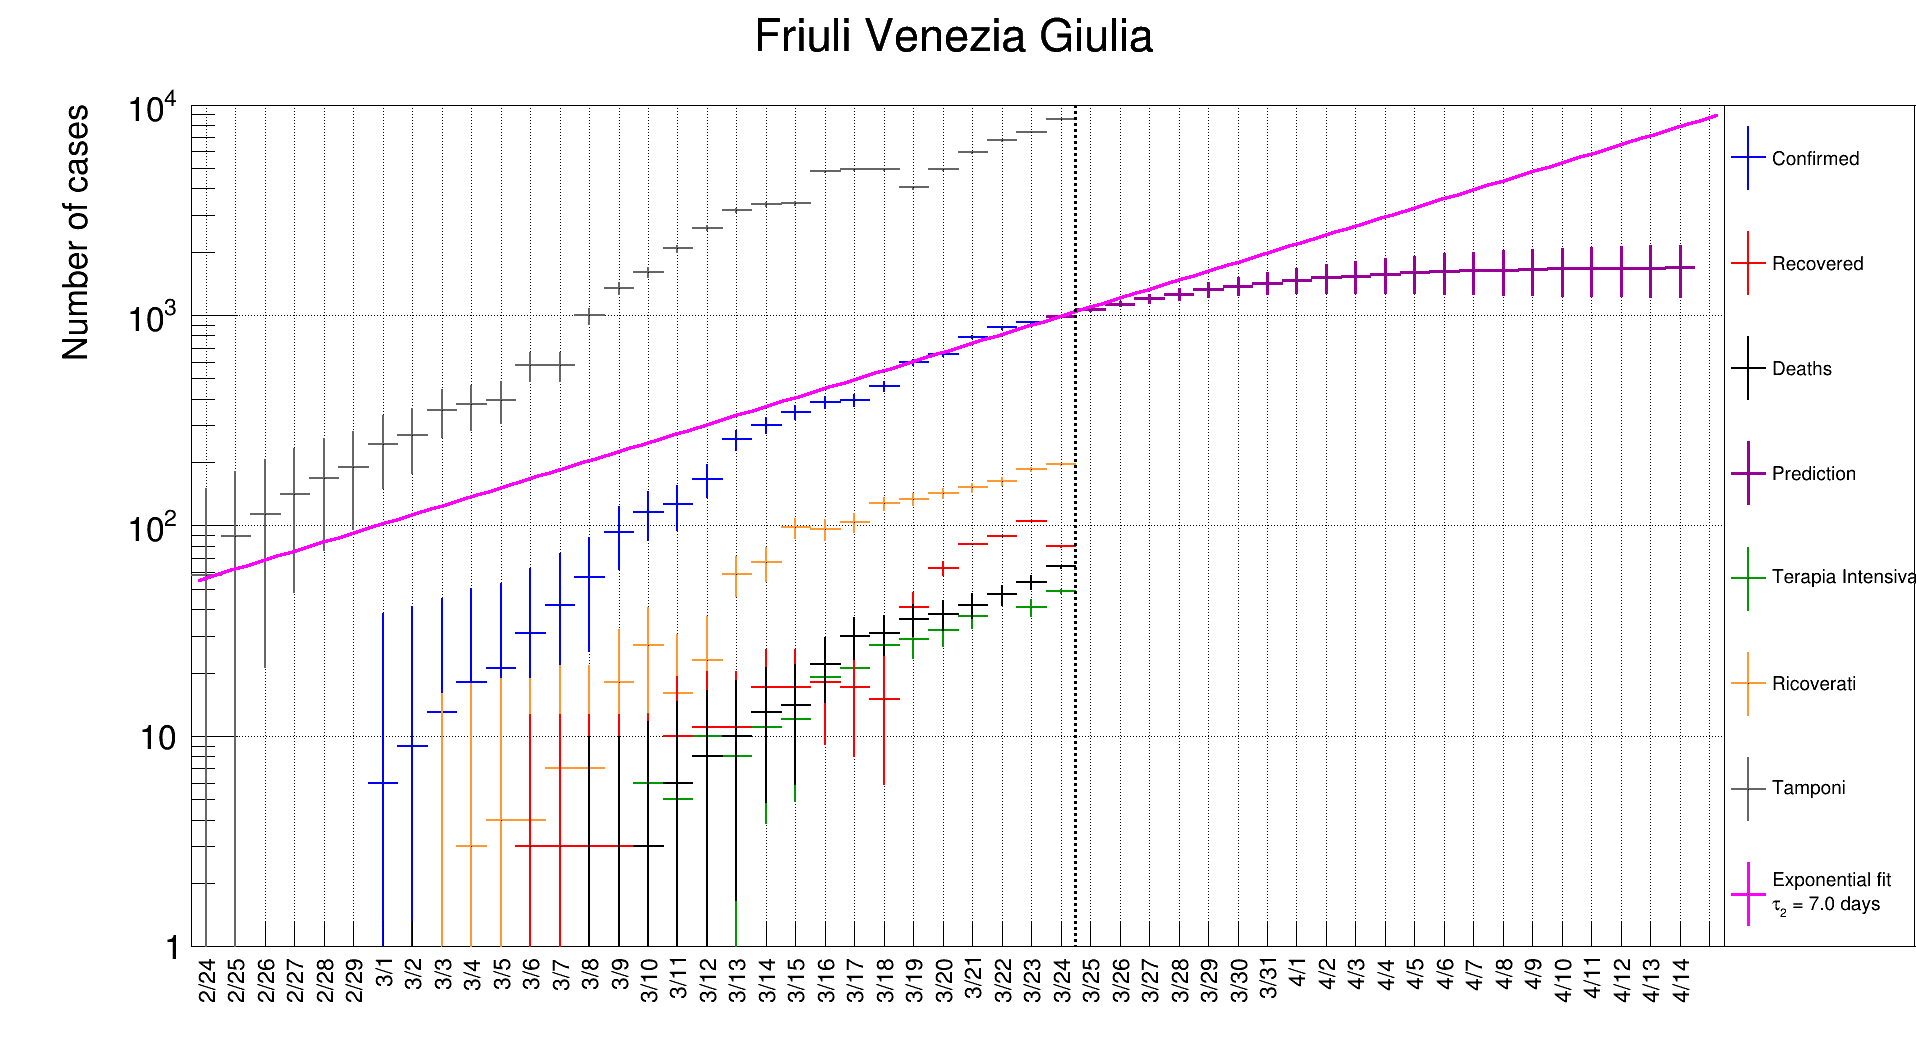 Friuli Venezia Giulia
Number of cases
10^4
10^3
10^2
10
1
2/24 2/25 2/26 2/27 2/28 2/29 3/1 3/2 3/3 3/4 3/5 3/6 3/7 3/8 3/9 3/10 3/11 3/12 3/13 3/14 3/15 3/16 3/17 3/18 3/19 3/20 3/21 3/22 3/23 3/24 3/25 3/26 3/27 3/28 3/29 3/30 3/31 4/1 4/2 4/3 4/4 4/5 4/6 4/7 4/8 4/9 4/10 4/11 4/12 4/13 4/14
Confirmed
Recovered
Deaths
Prediction
Terapia Intensiva
Ricoverati
Tamponi
Exponential fit
τ_2 = 7.0 days